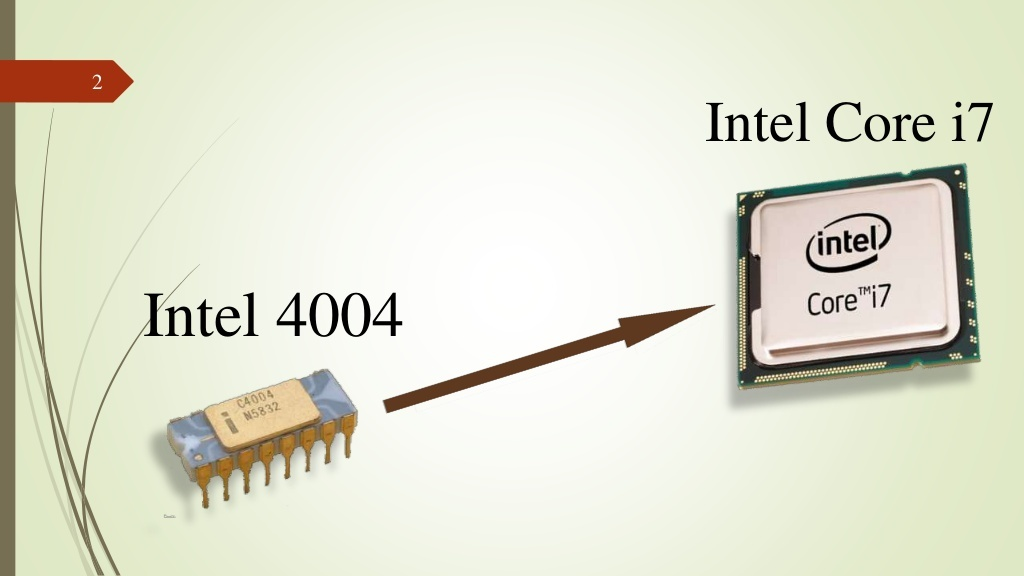 2
Intel Core i7
intel
Core™i7
Intel 4004
C4004
N5832